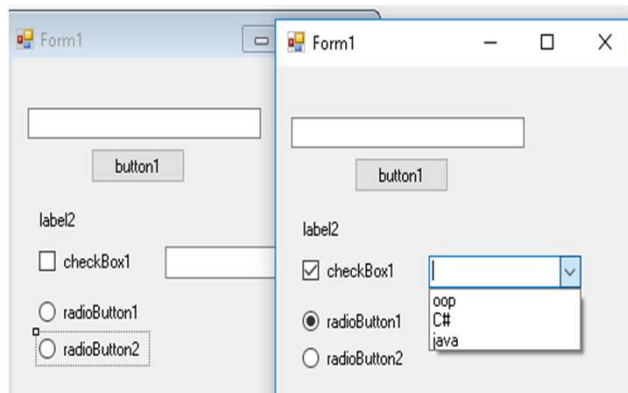 Form1
button1
label2
checkBox1
radioButton1
radioButton2
Form1
button1
label2
checkBox1
oop
C#
java
radioButton1
radioButton2